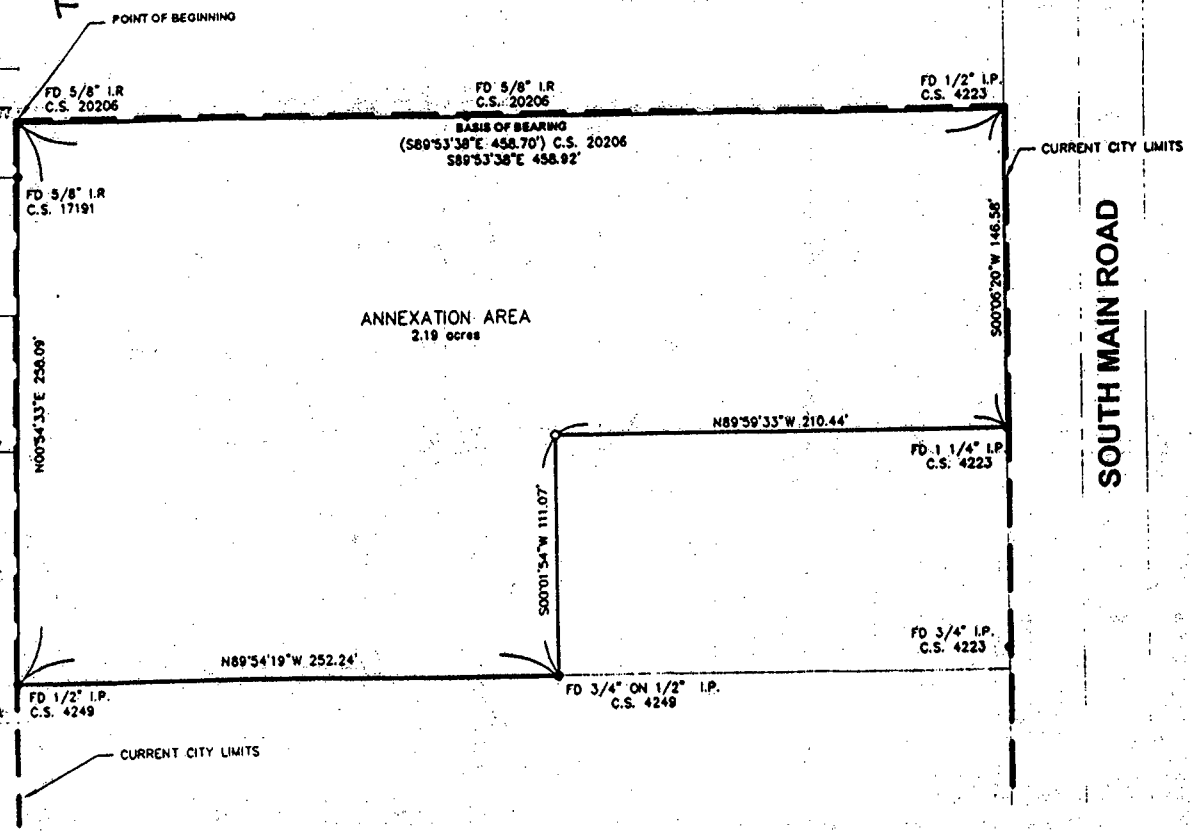 POINT OF BEGINNING
FD 5/8" I.R
C.S. 20206
FD 5/8" I.R
C.S. 20206
FD 1/2" I.P.
C.S. 4223
BASIS OF BEARING
(S89°53'38"E 458.70') C.S. 20206
S89°53'38"E 458.92'
CURRENT CITY LIMITS
FD 5/8" I.R
C.S. 17191
S00°06'20"W 146.58'
SOUTH MAIN ROAD
ANNEXATION AREA
2.19 acres
N00°54'33"E 258.09'
N89°59'33"W 210.44'
FD 1 1/4" I.P.
C.S. 4223
S00°01'54"W 111.07'
FD 3/4" I.P.
C.S. 4223
N89°54'19"W 252.24'
FD 1/2" I.P.
C.S. 4249
FD 3/4" ON 1/2" I.P.
C.S. 4249
CURRENT CITY LIMITS